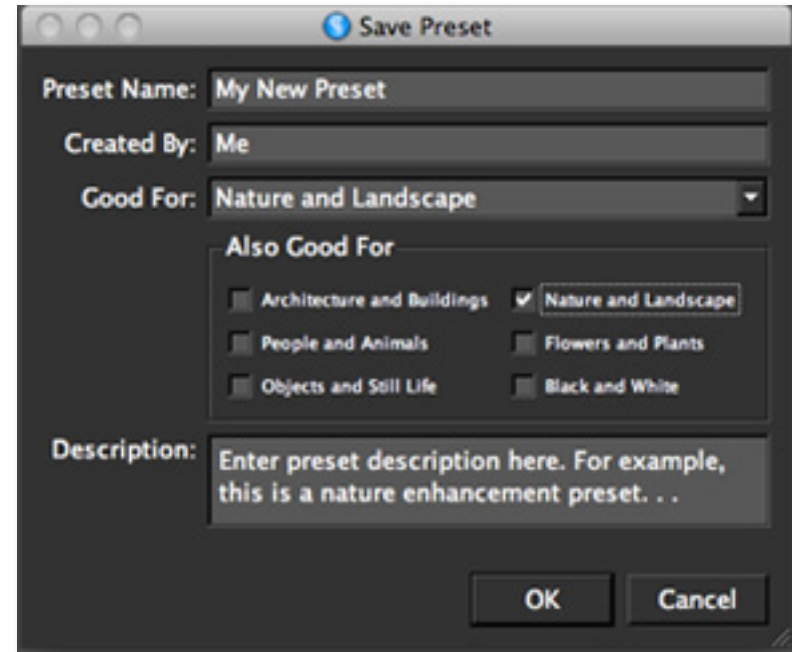 Save Preset
Preset Name: My New Preset
Created By: Me
Good For: Nature and Landscape
Also Good For
Architecture and Buildings Nature and Landscape
People and Animals Flowers and Plants
Objects and Still Life Black and White
Description: Enter preset description here. For example,
this is a nature enhancement preset. . .
OK Cancel